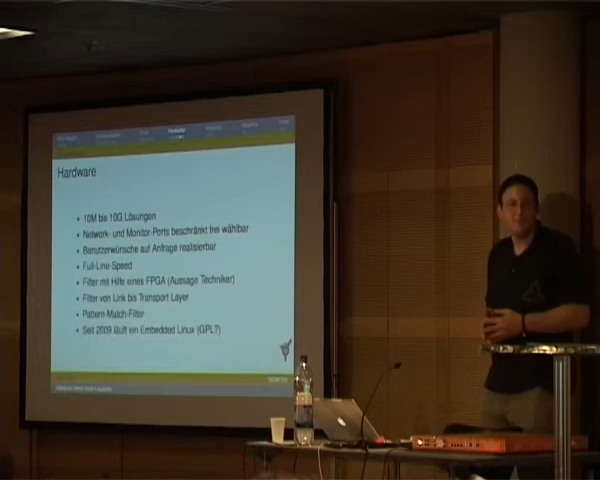 Hardware
Hardware
10M bis 10G Lösungen
Network- und Monitor-Ports beschränkt frei wählbar
Benutzerwünsche auf Anfrage realisierbar
Full-Line-Speed
Filter mit Hilfe eines FPGA (Aussage Techniker)
Filter von Link bis Transport Layer
Pattern-Match-Filter
Seit 2009 läuft ein Embedded Linux (GPL?)